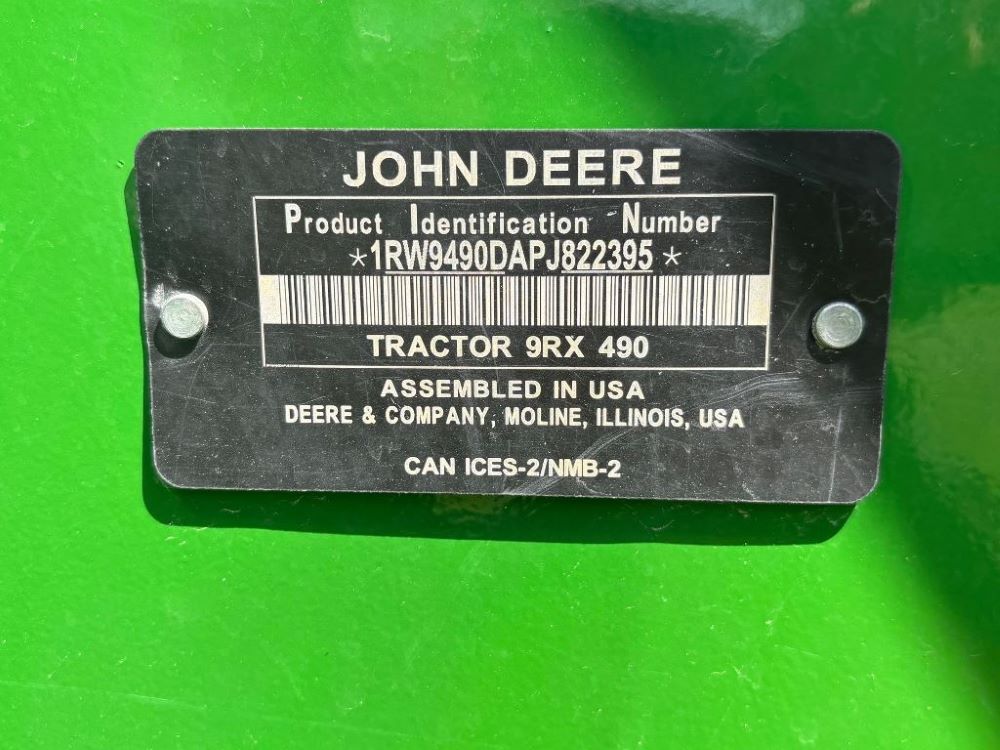 JOHN DEERE
Product Identification Number
*1RW9490DAPJ822395*
TRACTOR 9RX 490
ASSEMBLED IN USA
DEERE & COMPANY, MOLINE, ILLINOIS, USA
CAN ICES-2/NMB-2